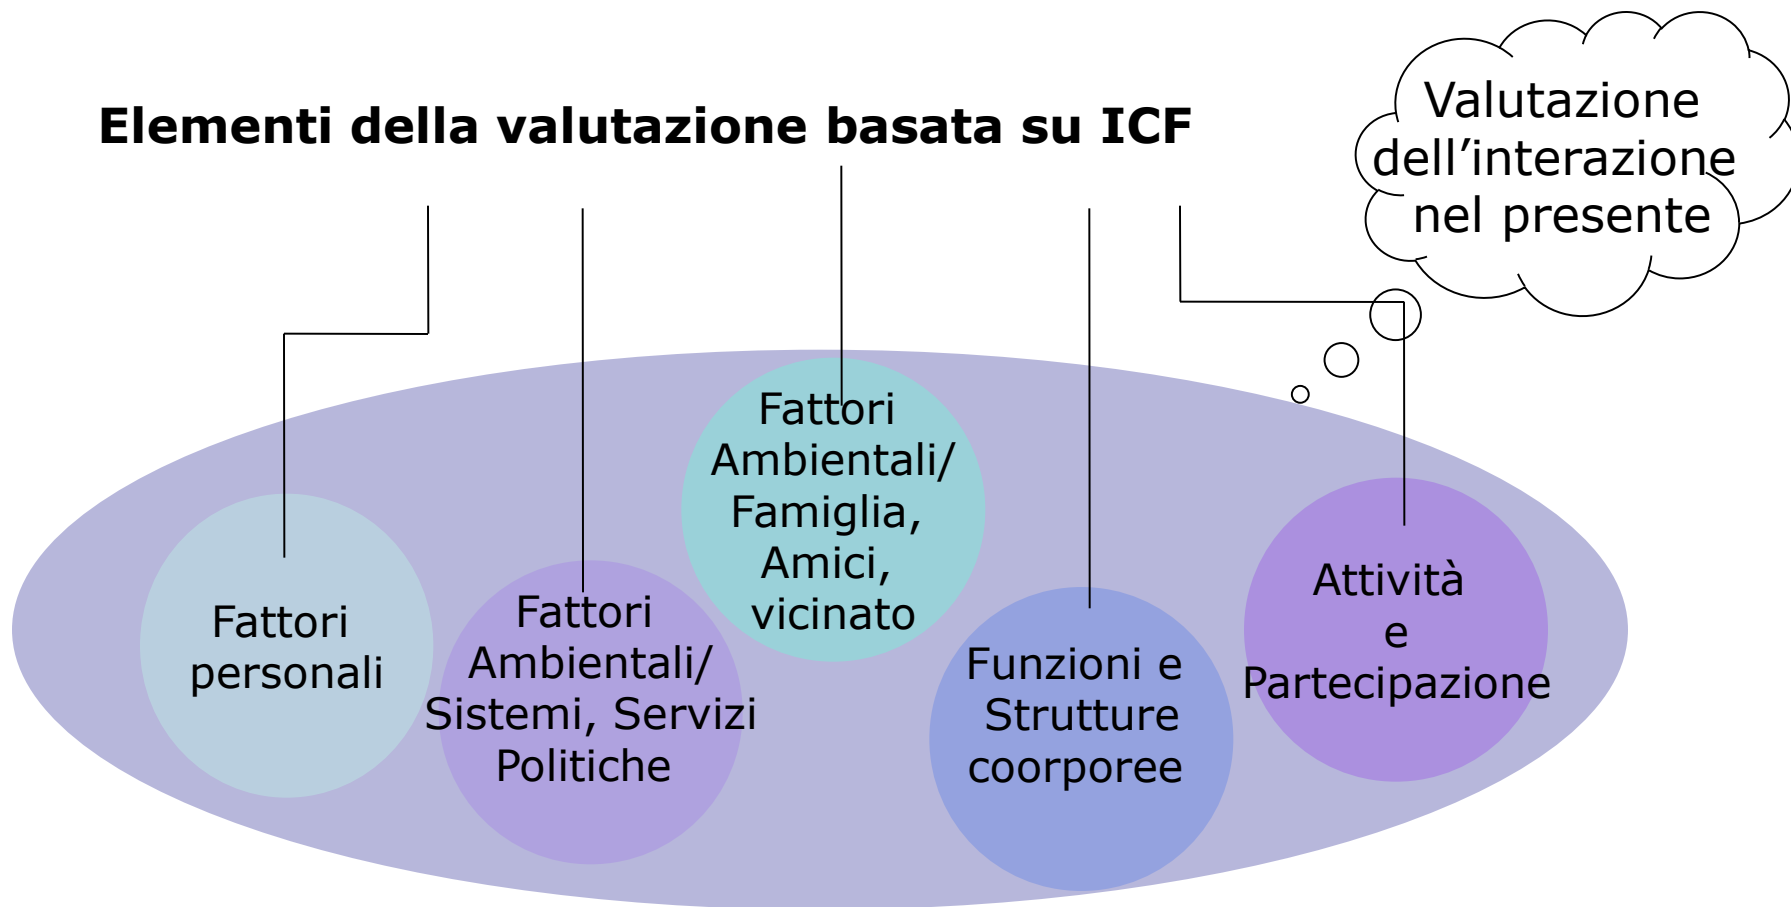 Elementi della valutazione basata su ICF
Valutazione
dell’interazione
nel presente
Fattori
personali
Fattori
Ambientali/
Sistemi, Servizi
Politiche
Fattori
Ambientali/
Famiglia,
Amici,
vicinato
Funzioni e
Strutture
coorporee
Attività
e
Partecipazione